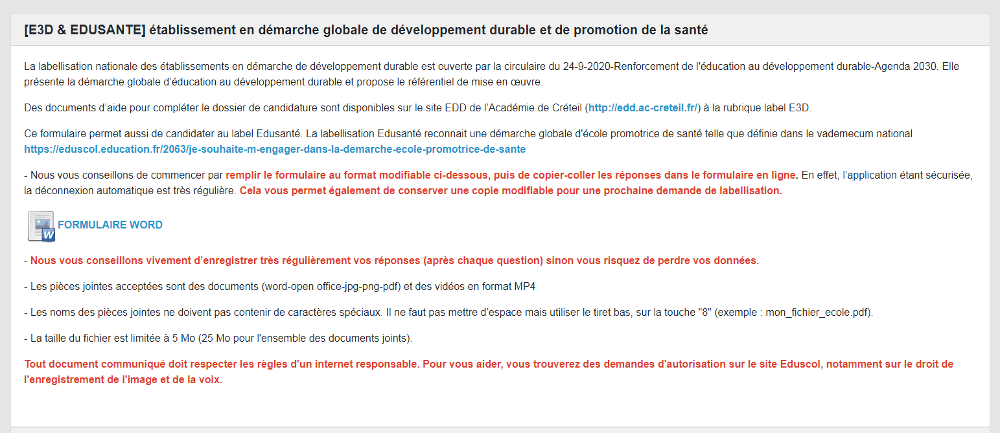 [E3D & EDUSANTE] établissement en démarche globale de développement durable et de promotion de la santé
La labellisation nationale des établissements en démarche de développement durable est ouverte par la circulaire du 24-9-2020-Renforcement de l'éducation au développement durable-Agenda 2030. Elle
présente la démarche globale d’éducation au développement durable et propose le référentiel de mise en œuvre.
Des documents d’aide pour compléter le dossier de candidature sont disponibles sur le site EDD de l’Académie de Créteil (http://edd.ac-creteil.fr/) à la rubrique label E3D.
Ce formulaire permet aussi de candidater au label Edusanté. La labellisation Edusanté reconnait une démarche globale d'école promotrice de santé telle que définie dans le vademecum national
https://eduscol.education.fr/2063/je-souhaite-m-engager-dans-la-demarche-ecole-promotrice-de-sante
- Nous vous conseillons de commencer par remplir le formulaire au format modifiable ci-dessous, puis de copier-coller les réponses dans le formulaire en ligne. En effet, l’application étant sécurisée,
la déconnexion automatique est très régulière. Cela vous permet également de conserver une copie modifiable pour une prochaine demande de labellisation.
W FORMULAIRE WORD
- Nous vous conseillons vivement d’enregistrer très régulièrement vos réponses (après chaque question) sinon vous risquez de perdre vos données.
- Les pièces jointes acceptées sont des documents (word-open office-jpg-png-pdf) et des vidéos en format MP4
- Les noms des pièces jointes ne doivent pas contenir de caractères spéciaux. Il ne faut pas mettre d’espace mais utiliser le tiret bas, sur la touche "8" (exemple : mon_fichier_ecole.pdf).
- La taille du fichier est limitée à 5 Mo (25 Mo pour l'ensemble des documents joints).
Tout document communiqué doit respecter les règles d'un internet responsable. Pour vous aider, vous trouverez des demandes d'autorisation sur le site Eduscol, notamment sur le droit de
l'enregistrement de l'image et de la voix.